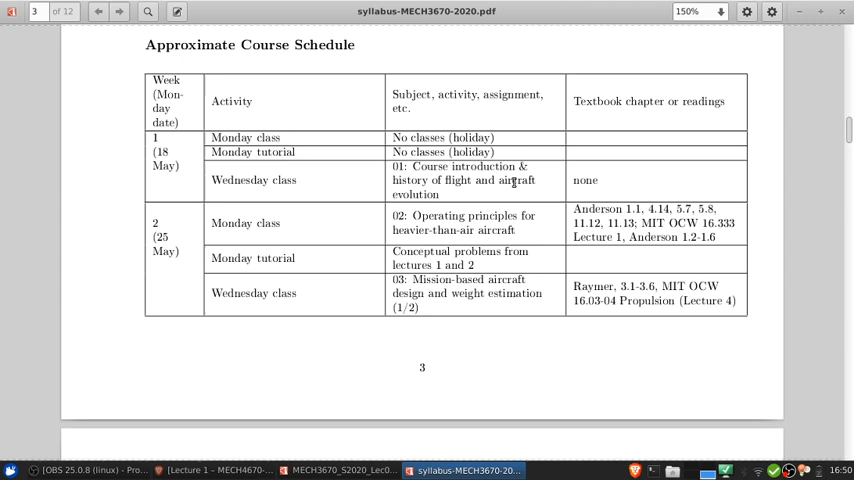 3
of 12
syllabus-MECH3670-2020.pdf
150%
Approximate Course Schedule
Week
(Mon-
day
date)
Activity
Subject, activity, assignment,
etc.
Textbook chapter or readings
1
(18
May)
Monday class
No classes (holiday)
Monday tutorial
No classes (holiday)
Wednesday class
01: Course introduction &
history of flight and aircraft
evolution
none
2
(25
May)
Monday class
02: Operating principles for
heavier-than-air aircraft
Anderson 1.1, 4.14, 5.7, 5.8,
11.12, 11.13; MIT OCW 16.333
Lecture 1, Anderson 1.2-1.6
Monday tutorial
Conceptual problems from
lectures 1 and 2
Wednesday class
03: Mission-based aircraft
design and weight estimation
(1/2)
Raymer, 3.1-3.6, MIT OCW
16.03-04 Propulsion (Lecture 4)
3
[OBS 25.0.8 (linux) - Pro...
[Lecture 1 – MECH4670-...
MECH3670_S2020_Lec0...
syllabus-MECH3670-20...
16:50